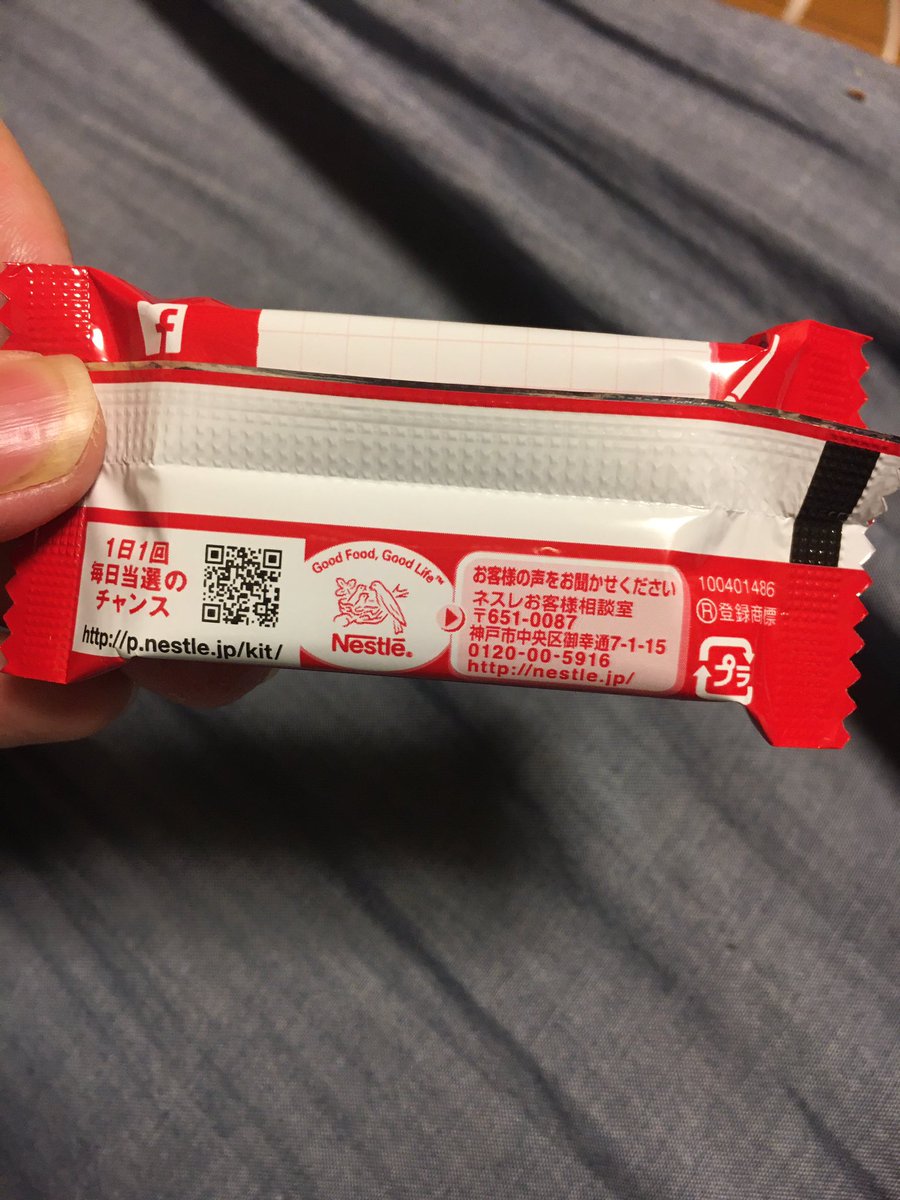 f
1日1回
毎日当選の
チャンス
http://p.nestle.jp/kit/
Good Food, Good Life™
Nestlé®
お客様の声をお聞かせください
ネスレお客様相談室
〒651-0087
神戸市中央区御幸通7-1-15
0120-00-5916
http://nestle.jp/
100401486
Ⓡ登録商標
プラ